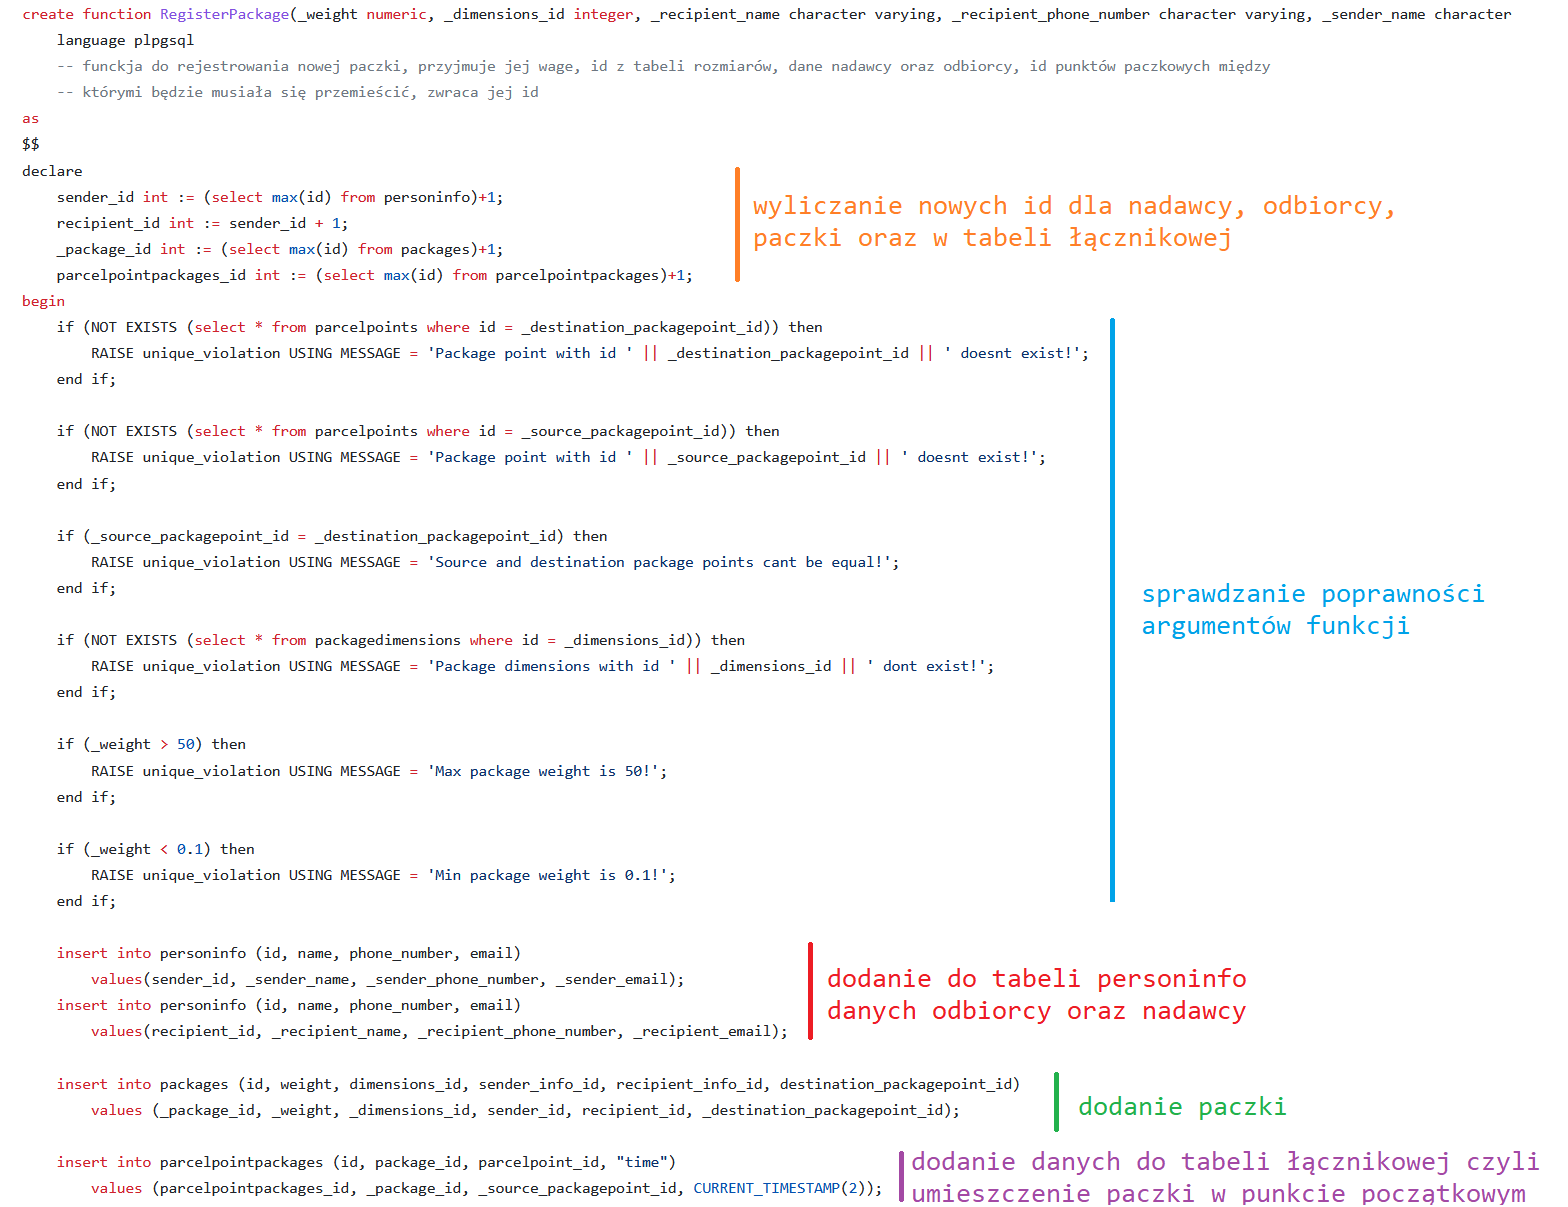 create function RegisterPackage(_weight numeric, _dimensions_id integer, _recipient_name character varying, _recipient_phone_number character varying, _sender_name character
language plpgsql
-- funckja do rejestrowania nowej paczki, przyjmuje jej wage, id z tabeli rozmiarów, dane nadawcy oraz odbiorcy, id punktów paczkowych między
-- którymi będzie musiała się przemieścić, zwraca jej id
as
$$
declare
sender_id int := (select max(id) from personinfo)+1;
recipient_id int := sender_id + 1;
_package_id int := (select max(id) from packages)+1;
parcelpointpackages_id int := (select max(id) from parcelpointpackages)+1;
wyliczanie nowych id dla nadawcy, odbiorcy,
paczki oraz w tabeli łącznikowej
begin
if (NOT EXISTS (select * from parcelpoints where id = _destination_packagepoint_id)) then
RAISE unique_violation USING MESSAGE = 'Package point with id ' || _destination_packagepoint_id || ' doesnt exist!';
end if;
if (NOT EXISTS (select * from parcelpoints where id = _source_packagepoint_id)) then
RAISE unique_violation USING MESSAGE = 'Package point with id ' || _source_packagepoint_id || ' doesnt exist!';
end if;
if (_source_packagepoint_id = _destination_packagepoint_id) then
RAISE unique_violation USING MESSAGE = 'Source and destination package points cant be equal!';
end if;
if (NOT EXISTS (select * from packagedimensions where id = _dimensions_id)) then
RAISE unique_violation USING MESSAGE = 'Package dimensions with id ' || _dimensions_id || ' dont exist!';
end if;
if (_weight > 50) then
RAISE unique_violation USING MESSAGE = 'Max package weight is 50!';
end if;
if (_weight < 0.1) then
RAISE unique_violation USING MESSAGE = 'Min package weight is 0.1!';
end if;
sprawdzanie poprawności
argumentów funkcji
insert into personinfo (id, name, phone_number, email)
values(sender_id, _sender_name, _sender_phone_number, _sender_email);
insert into personinfo (id, name, phone_number, email)
values(recipient_id, _recipient_name, _recipient_phone_number, _recipient_email);
dodanie do tabeli personinfo
danych odbiorcy oraz nadawcy
insert into packages (id, weight, dimensions_id, sender_info_id, recipient_info_id, destination_packagepoint_id)
values (_package_id, _weight, _dimensions_id, sender_id, recipient_id, _destination_packagepoint_id);
dodanie paczki
insert into parcelpointpackages (id, package_id, parcelpoint_id, "time")
values (parcelpointpackages_id, _package_id, _source_packagepoint_id, CURRENT_TIMESTAMP(2));
dodanie danych do tabeli łącznikowej czyli
umieszczenie paczki w punkcie początkowym